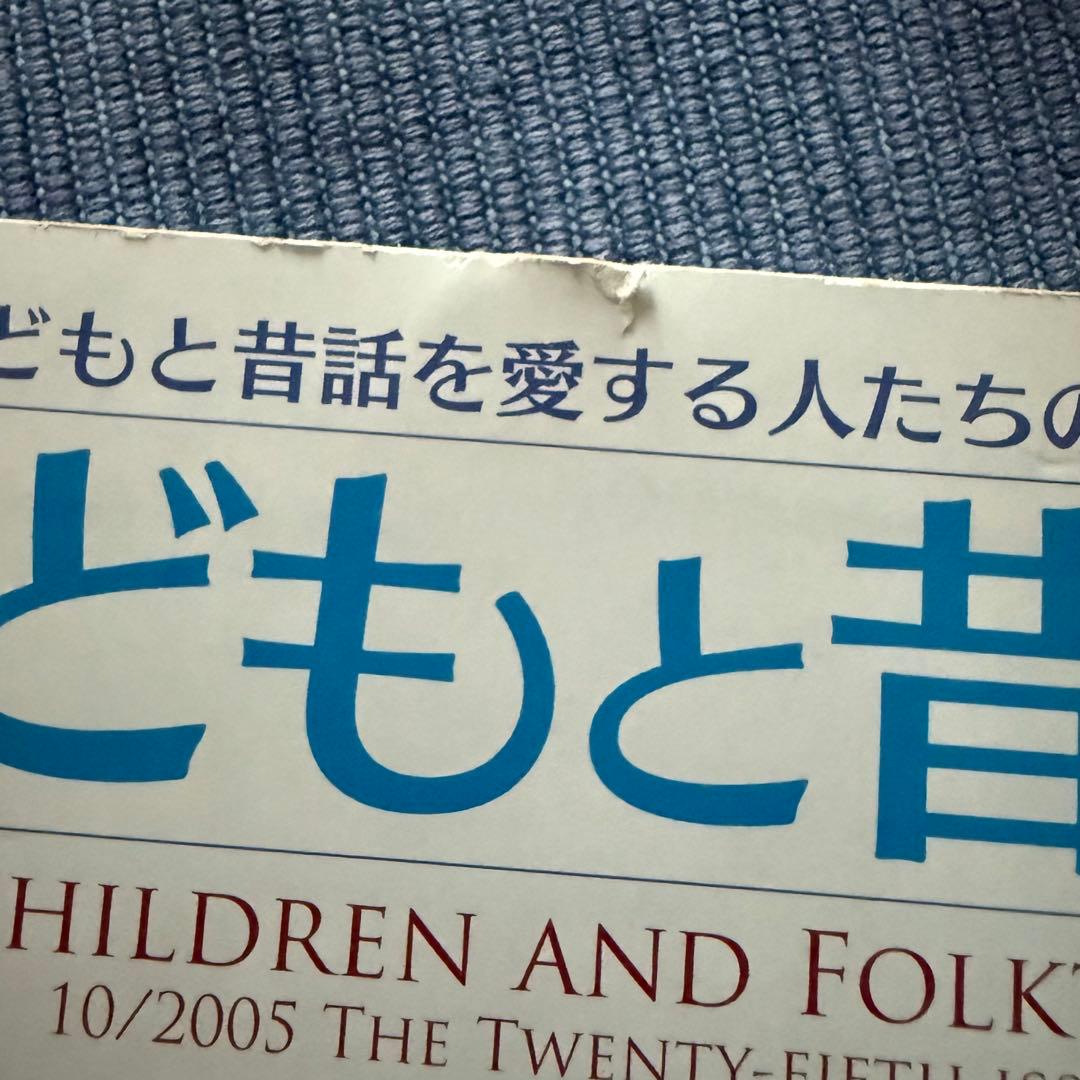 どもと昔話を愛する人たちの
どもと昔
HILDREN AND FOLK
10/2005 THE TWENTY-FIFTH